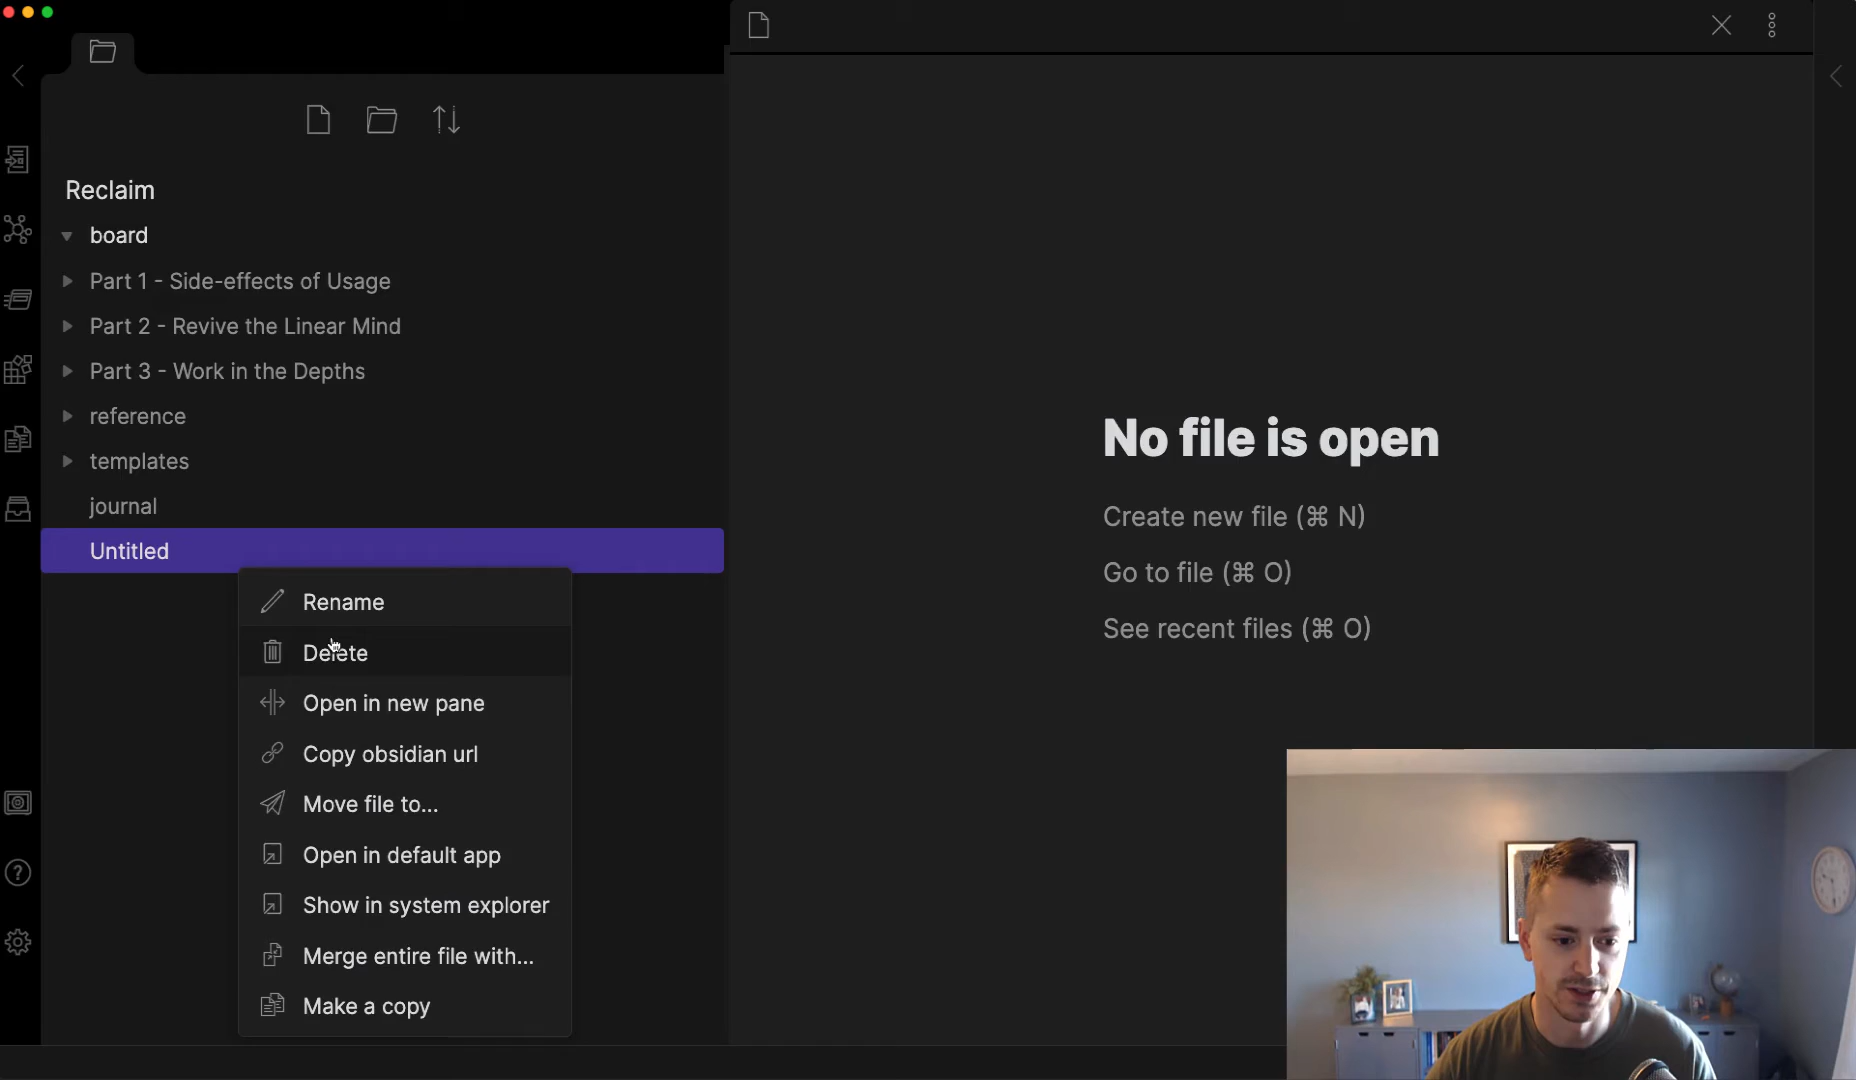 Reclaim
board
Part 1 - Side-effects of Usage
Part 2 - Revive the Linear Mind
Part 3 - Work in the Depths
reference
templates
journal
Untitled
Rename
Delete
Open in new pane
Copy obsidian url
Move file to...
Open in default app
Show in system explorer
Merge entire file with...
Make a copy
No file is open
Create new file (⌘ N)
Go to file (⌘ O)
See recent files (⌘ O)